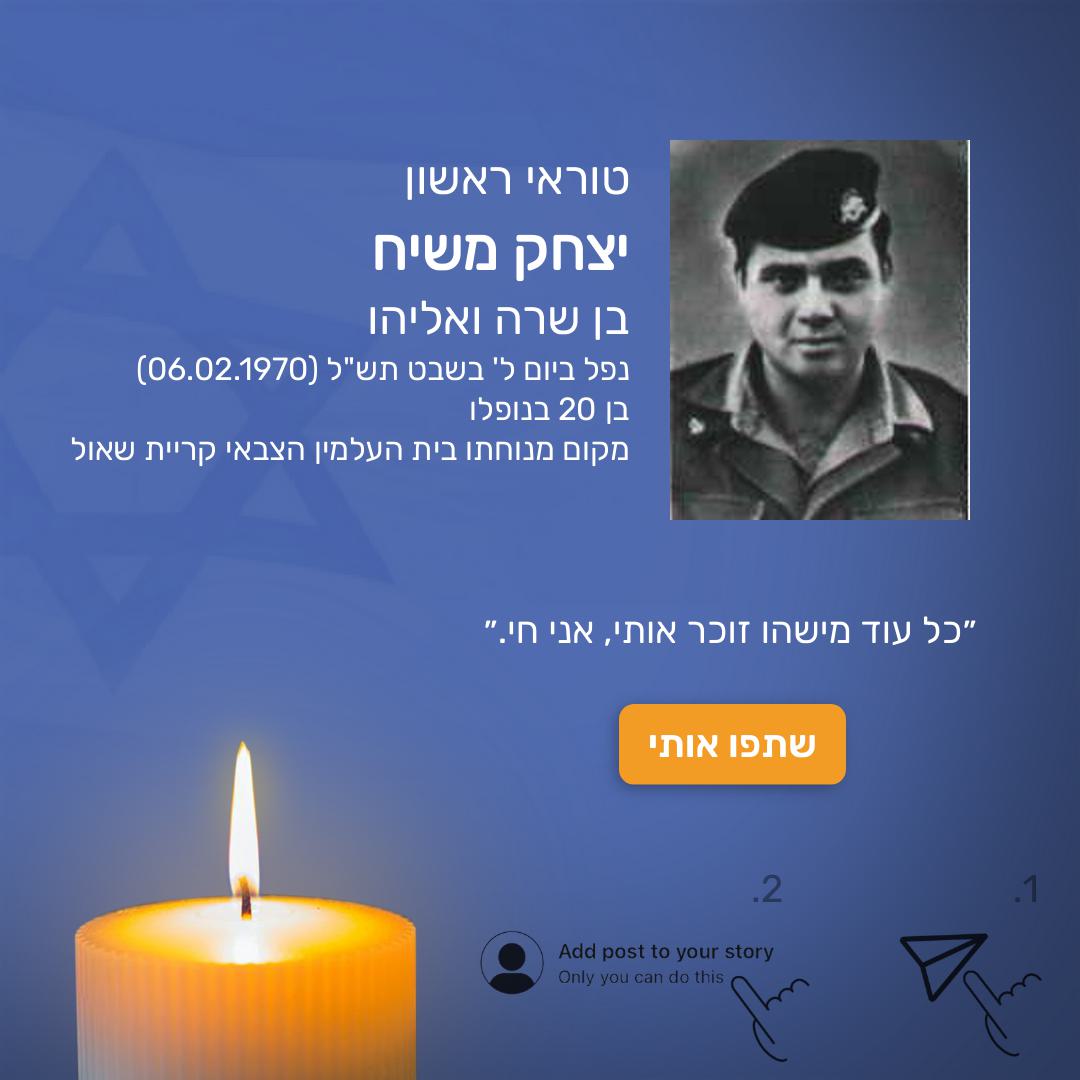 טוראי ראשון
יצחק משיח
בן שרה ואליהו
נפל ביום ל' בשבט תש"ל (06.02.1970)
בן 20 בנופלו
מקום מנוחתו בית העלמין הצבאי קריית שאול
״כל עוד מישהו זוכר אותי, אני חי.״
שתפו אותי
1.
2.
Add post to your story
Only you can do this